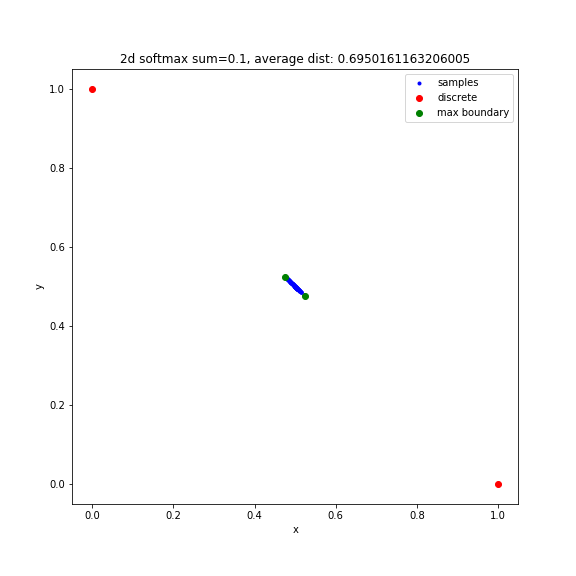 2d softmax sum=0.1, average dist: 0.6950161163206005
samples
discrete
max boundary
1.0
0.8
0.6
0.4
0.2
0.0
y
0.0 0.2 0.4 0.6 0.8 1.0
x